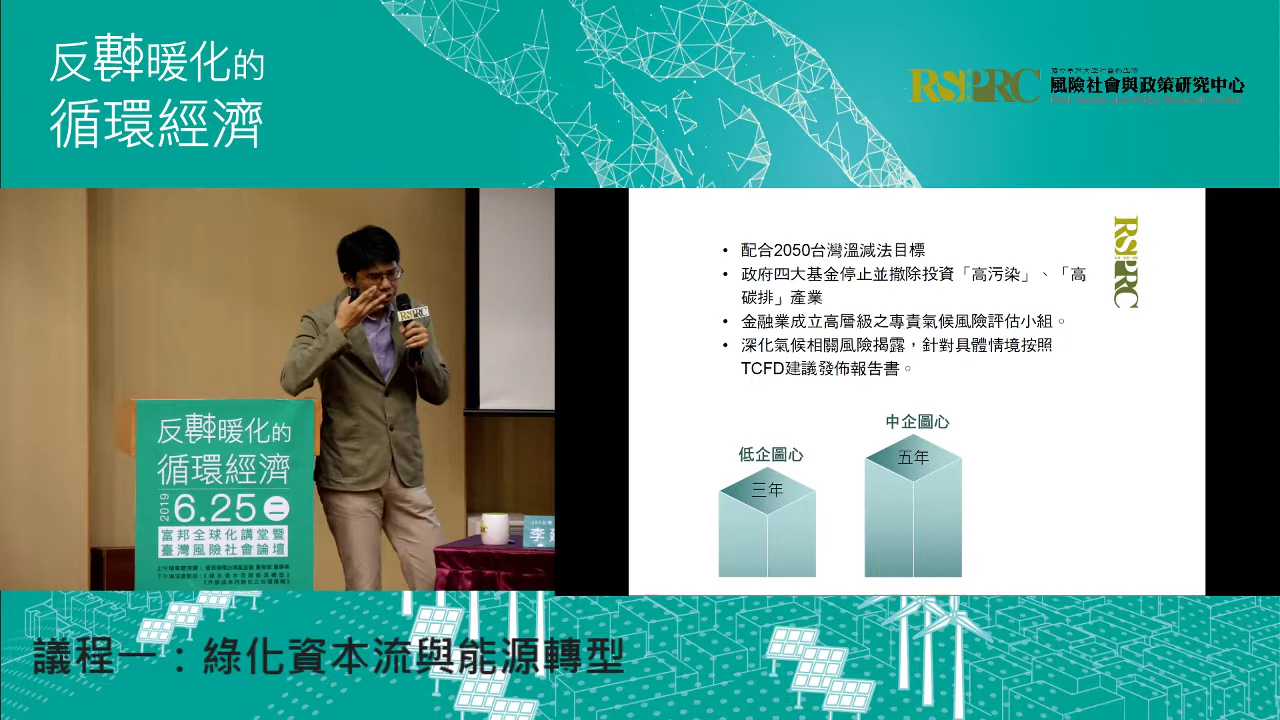 反轉暖化的
循環經濟
RSPRC
風險社會與政策研究中心
RSPRC
配合2050台灣溫減法目標
政府四大基金停止並撤除投資「高污染」、「高
碳排」產業
金融業成立高層級之專責氣候風險評估小組。
深化氣候相關風險揭露，針對具體情境按照
TCFD建議發佈報告書。
低企圖心
三年
中企圖心
五年
RSPRC
反轉暖化的
循環經濟
2019
6.25 二
富邦全球化講堂暨
臺灣風險社會論壇
李
議程一：綠化資本流與能源轉型